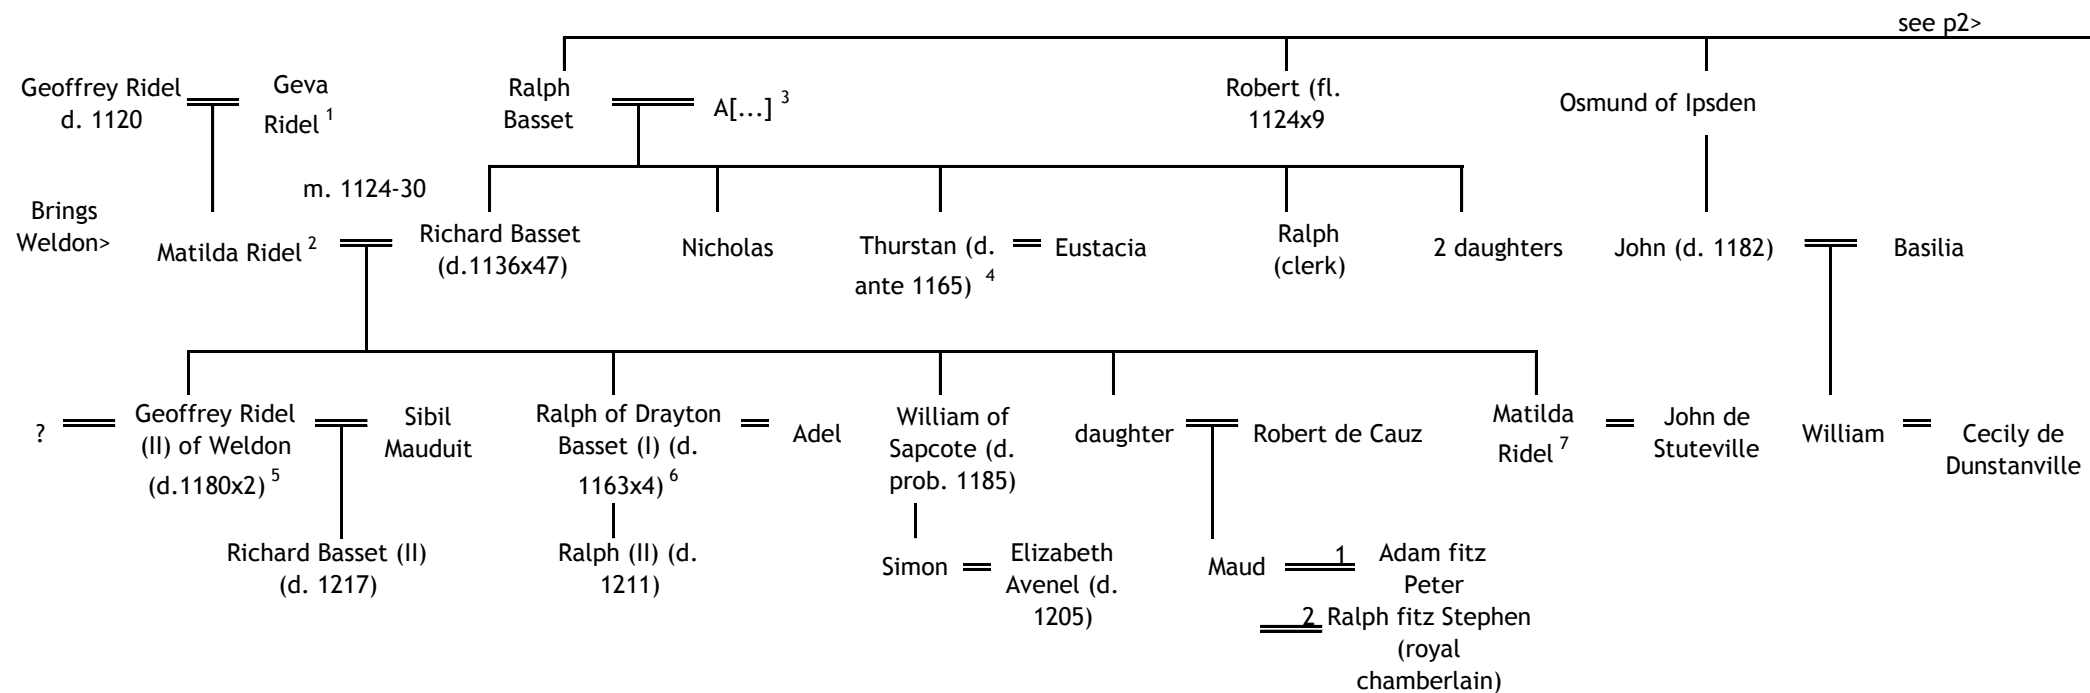 see p2>
Geoffrey Ridel
d. 1120
Geva
Ridel 1
Ralph
Basset
A[...] 3
Robert (fl.
1124x9
Osmund of Ipsden
m. 1124-30
Brings
Weldon>
Matilda Ridel 2
Richard Basset
(d.1136x47)
Nicholas
Thurstan (d.
ante 1165) 4
Eustacia
Ralph
(clerk)
2 daughters
John (d. 1182)
Basilia
?
Geoffrey Ridel
(II) of Weldon
(d.1180x2) 5
Sibil
Mauduit
Ralph of Drayton
Basset (I) (d.
1163x4) 6
Adel
William of
Sapcote (d.
prob. 1185)
daughter
Robert de Cauz
Matilda
Ridel 7
John de
Stuteville
William
Cecily de
Dunstanville
Richard Basset (II)
(d. 1217)
Ralph (II) (d.
1211)
Simon
Elizabeth
Avenel (d.
1205)
Maud
1
Adam fitz
Peter
2 Ralph fitz Stephen
(royal
chamberlain)